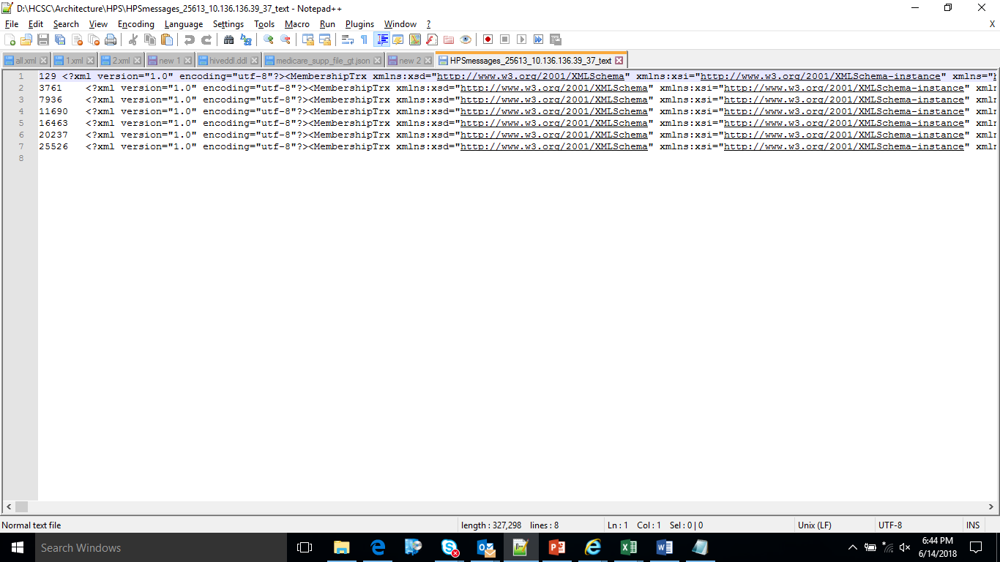 D:\HCSC\Architecture\HPS\HPSmessages_25613_10.136.136.39_37_text - Notepad++
File Edit Search View Encoding Language Settings Tools Macro Run Plugins Window ? X
all.xml 1.xml 2.xml new 1 hiveddl.ddl medicare_supp_file_gt.json new 2 HPSmessages_25613_10.136.136.39_37_text
1 129 <?xml version="1.0" encoding="utf-8"?><MembershipTrx xmlns:xsd="http://www.w3.org/2001/XMLSchema" xmlns:xsi="http://www.w3.org/2001/XMLSchema-instance" xmlns="
2 3761 <?xml version="1.0" encoding="utf-8"?><MembershipTrx xmlns:xsd="http://www.w3.org/2001/XMLSchema" xmlns:xsi="http://www.w3.org/2001/XMLSchema-instance" xmln
3 7936 <?xml version="1.0" encoding="utf-8"?><MembershipTrx xmlns:xsd="http://www.w3.org/2001/XMLSchema" xmlns:xsi="http://www.w3.org/2001/XMLSchema-instance" xmln
4 11690 <?xml version="1.0" encoding="utf-8"?><MembershipTrx xmlns:xsd="http://www.w3.org/2001/XMLSchema" xmlns:xsi="http://www.w3.org/2001/XMLSchema-instance" xmln
5 16463 <?xml version="1.0" encoding="utf-8"?><MembershipTrx xmlns:xsd="http://www.w3.org/2001/XMLSchema" xmlns:xsi="http://www.w3.org/2001/XMLSchema-instance" xmln
6 20237 <?xml version="1.0" encoding="utf-8"?><MembershipTrx xmlns:xsd="http://www.w3.org/2001/XMLSchema" xmlns:xsi="http://www.w3.org/2001/XMLSchema-instance" xmln
7 25526 <?xml version="1.0" encoding="utf-8"?><MembershipTrx xmlns:xsd="http://www.w3.org/2001/XMLSchema" xmlns:xsi="http://www.w3.org/2001/XMLSchema-instance" xmln
8
Normal text file length : 327,298 lines : 8 Ln : 1 Col : 1 Sel : 0 | 0 Unix (LF) UTF-8 INS
Search Windows
6:44 PM
6/14/2018